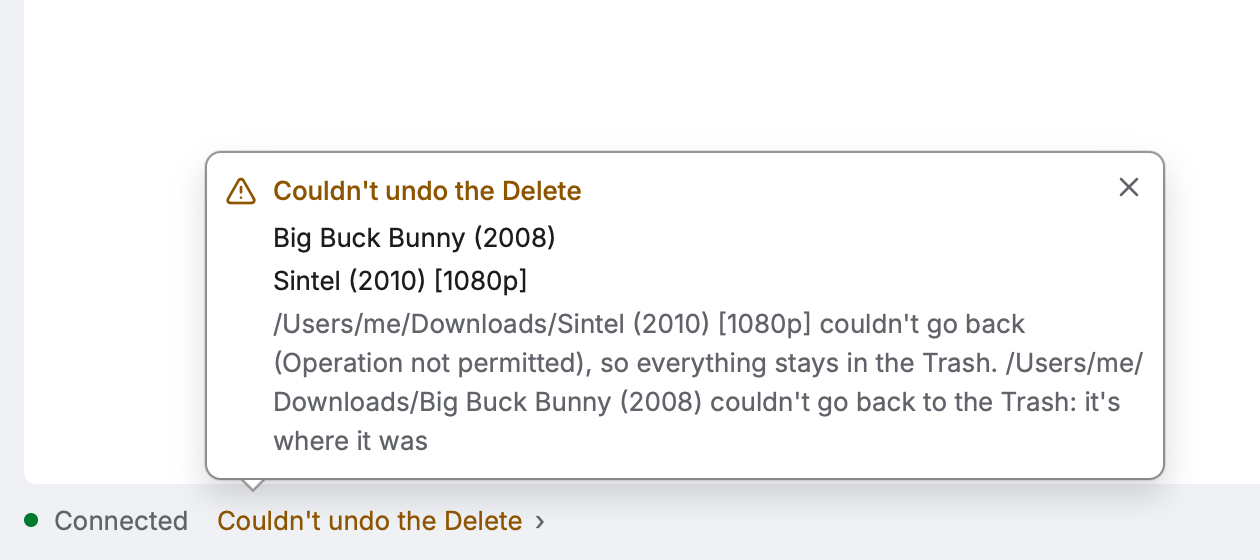 Couldn't undo the Delete
Big Buck Bunny (2008)
Sintel (2010) [1080p]
/Users/me/Downloads/Sintel (2010) [1080p] couldn't go back
(Operation not permitted), so everything stays in the Trash. /Users/me/
Downloads/Big Buck Bunny (2008) couldn't go back to the Trash: it's
where it was
Connected Couldn't undo the Delete ›